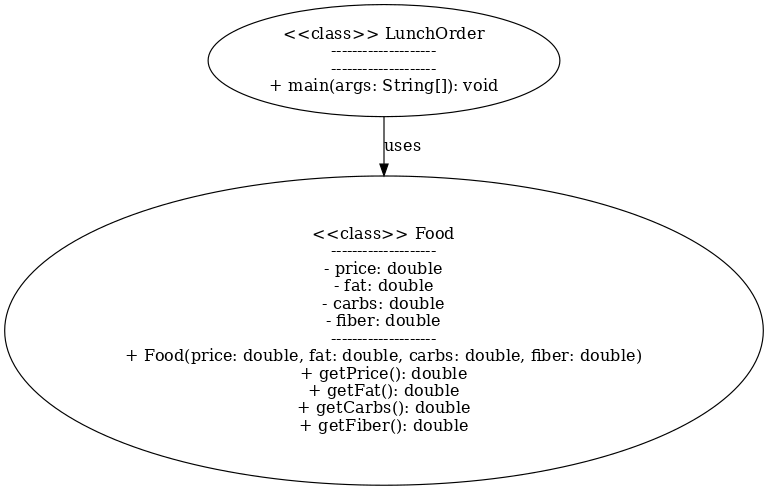 <<class>> LunchOrder
--------------------
--------------------
+ main(args: String[]): void
uses
<<class>> Food
--------------------
- price: double
- fat: double
- carbs: double
- fiber: double
--------------------
+ Food(price: double, fat: double, carbs: double, fiber: double)
+ getPrice(): double
+ getFat(): double
+ getCarbs(): double
+ getFiber(): double